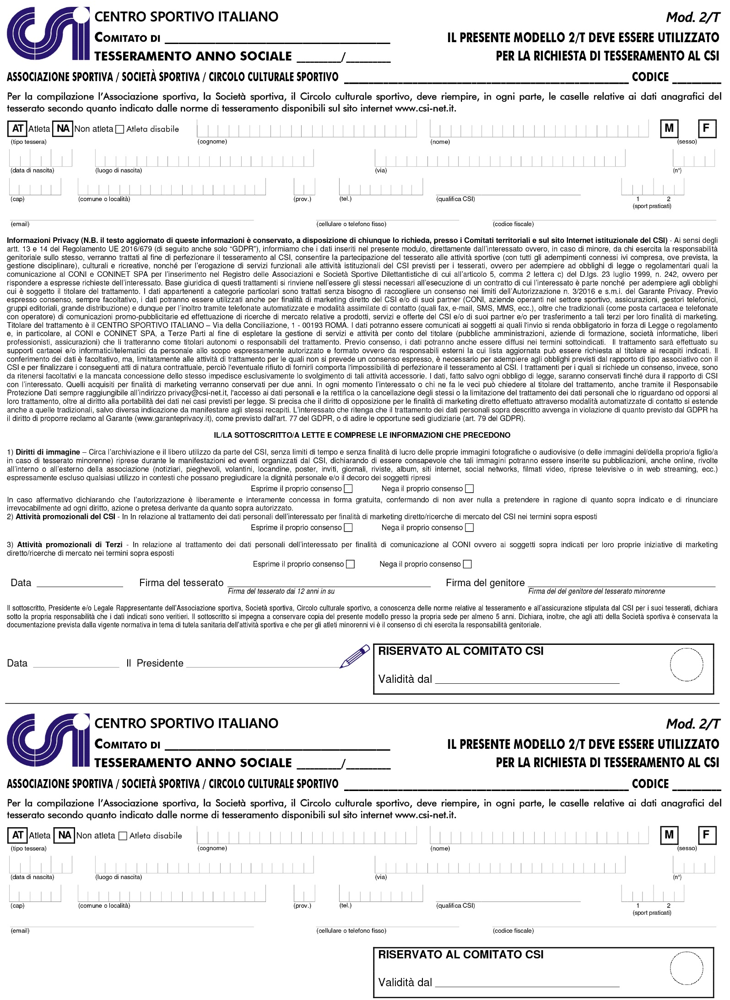 CSI CENTRO SPORTIVO ITALIANO Mod. 2/T
COMITATO DI ______ IL PRESENTE MODELLO 2/T DEVE ESSERE UTILIZZATO
TESSERAMENTO ANNO SOCIALE ______/______ PER LA RICHIESTA DI TESSERAMENTO AL CSI
ASSOCIAZIONE SPORTIVA / SOCIETÀ SPORTIVA / CIRCOLO CULTURALE SPORTIVO ______ CODICE ______
Per la compilazione l'Associazione sportiva, la Società sportiva, il Circolo culturale sportivo, deve riempire, in ogni parte, le caselle relative ai dati anagrafici del
tesserato secondo quanto indicato dalle norme di tesseramento disponibili sul sito internet www.csi-net.it.
AT Atleta NA Non atleta Atleta disabile M F
(tipo tessera) (cognome) (nome) (sesso)
(data di nascita) (luogo di nascita) (via) (n°)
(cap) (comune o località) (prov.) (tel.) (qualifica CSI) 1 2
(sport praticati)
(email) (cellulare o telefono fisso) (codice fiscale)
Informazioni Privacy (N.B. il testo aggiornato di queste informazioni è conservato, a disposizione di chiunque lo richieda, presso i Comitati territoriali e sul sito Internet istituzionale del CSI) - Ai sensi degli
artt. 13 e 14 del Regolamento UE 2016/679 (di seguito anche solo “GDPR”), informiamo che i dati inseriti nel presente modulo, direttamente dall’interessato ovvero, in caso di minore, da chi esercita la responsabilità
genitoriale sullo stesso, verranno trattati al fine di perfezionare il tesseramento al CSI, consentire la partecipazione del tesserato alle attività sportive (con tutti gli adempimenti connessi ivi compresa, ove prevista, la
gestione disciplinare), culturali e ricreative, nonché per l’erogazione di servizi funzionali alle attività istituzionali del CSI previsti per i tesserati, ovvero per adempiere ad obblighi di legge o regolamentari quali la
comunicazione al CONI e CONINET SPA per l’inserimento nel Registro delle Associazioni e Società Sportive Dilettantistiche di cui all’articolo 5, comma 2 lettera c) del D.lgs. 23 luglio 1999, n. 242, ovvero per
rispondere a espresse richieste dell’interessato. Base giuridica di questi trattamenti si rinviene nell’essere gli stessi necessari all’esecuzione di un contratto di cui l’interessato è parte nonché per adempiere agli obblighi
cui è soggetto il titolare del trattamento. I dati appartenenti a categorie particolari sono trattati senza bisogno di raccogliere un consenso nei limiti dell’Autorizzazione n. 3/2016 e s.m.i. del Garante Privacy. Previo
espresso consenso, sempre facoltativo, i dati potranno essere utilizzati anche per finalità di marketing diretto del CSI e/o di suoi partner (CONI, aziende operanti nel settore sportivo, assicurazioni, gestori telefonici,
gruppi editoriali, grande distribuzione) e dunque per l’inoltro tramite telefonate automatizzate e modalità assimilate di contatto (quali fax, e-mail, SMS, MMS, ecc.), oltre che tradizionali (come posta cartacea e telefonate
con operatore) di comunicazioni promo-pubblicitarie ed effettuazione di ricerche di mercato relative a prodotti, servizi e offerte del CSI e/o di suoi partner e/o per trasferimento a tali terzi per loro finalità di marketing.
Titolare del trattamento è il CENTRO SPORTIVO ITALIANO – Via della Conciliazione, 1 - 00193 ROMA. I dati potranno essere comunicati ai soggetti ai quali l'invio si renda obbligatorio in forza di Legge o regolamento
e, in particolare, al CONI e CONINET SPA, a Terze Parti al fine di espletare la gestione di servizi e attività per conto del titolare (pubbliche amministrazioni, aziende di formazione, società informatiche, liberi
professionisti, assicurazioni) che li tratteranno come titolari autonomi o responsabili del trattamento. Previo consenso, i dati potranno anche essere diffusi nei termini sottoindicati. Il trattamento sarà effettuato su
supporti cartacei e/o informatici/telematici da personale allo scopo espressamente autorizzato e formato ovvero da responsabili esterni la cui lista aggiornata può essere richiesta al titolare ai recapiti indicati. Il
conferimento dei dati è facoltativo, ma, limitatamente alle attività di trattamento per le quali non si prevede un consenso espresso, è necessario per adempiere agli obblighi previsti dal rapporto di tipo associativo con il
CSI e per finalizzare i conseguenti atti di natura contrattuale, perciò l'eventuale rifiuto di fornirli comporta l'impossibilità di perfezionare il tesseramento al CSI. I trattamenti per i quali si richiede un consenso, invece, sono
da ritenersi facoltativi e la mancata concessione dello stesso impedisce esclusivamente lo svolgimento di tali attività accessorie. I dati, fatto salvo ogni obbligo di legge, saranno conservati finché dura il rapporto di CSI
con l’interessato. Quelli acquisiti per finalità di marketing verranno conservati per due anni. In ogni momento l’interessato o chi ne fa le veci può chiedere al titolare del trattamento, anche tramite il Responsabile
Protezione Dati sempre raggiungibile all’indirizzo privacy@csi-net.it, l'accesso ai dati personali e la rettifica o la cancellazione degli stessi o la limitazione del trattamento dei dati personali che lo riguardano od opporsi al
loro trattamento, oltre al diritto alla portabilità dei dati nei casi previsti per legge. Si precisa che il diritto di opposizione per le finalità di marketing diretto effettuato attraverso modalità automatizzate di contatto si estende
anche a quelle tradizionali, salvo diversa indicazione da manifestare agli stessi recapiti. L’interessato che ritenga che il trattamento dei dati personali sopra descritto avvenga in violazione di quanto previsto dal GDPR ha
il diritto di proporre reclamo al Garante (www.garanteprivacy.it), come previsto dall'art. 77 del GDPR, o di adire le opportune sedi giudiziarie (art. 79 del GDPR).
IL/LA SOTTOSCRITTO/A LETTE E COMPRESE LE INFORMAZIONI CHE PRECEDONO
1) Diritti di immagine – Circa l’archiviazione e il libero utilizzo da parte del CSI, senza limiti di tempo e senza finalità di lucro delle proprie immagini fotografiche o audiovisive (o delle immagini del/della proprio/a figlio/a
in caso di tesserato minorenne) riprese durante le manifestazioni ed eventi organizzati dal CSI, dichiarando di essere consapevole che tali immagini potranno essere inserite su pubblicazioni, anche online, rivolte
all’interno o all’esterno della associazione (notiziari, pieghevoli, volantini, locandine, poster, inviti, giornali, riviste, album, siti internet, social networks, filmati video, riprese televisive o in web streaming, ecc.)
espressamente escluso qualsiasi utilizzo in contesti che possano pregiudicare la dignità personale e/o il decoro dei soggetti ripresi
Esprime il proprio consenso Nega il proprio consenso
In caso affermativo dichiarando che l’autorizzazione è liberamente e interamente concessa in forma gratuita, confermando di non aver nulla a pretendere in ragione di quanto sopra indicato e di rinunciare
irrevocabilmente ad ogni diritto, azione o pretesa derivante da quanto sopra autorizzato.
2) Attività promozionali del CSI - In In relazione al trattamento dei dati personali dell’interessato per finalità di marketing diretto/ricerche di mercato del CSI nei termini sopra esposti
Esprime il proprio consenso Nega il proprio consenso
3) Attività promozionali di Terzi - In relazione al trattamento dei dati personali dell’interessato per finalità di comunicazione al CONI ovvero ai soggetti sopra indicati per loro proprie iniziative di marketing
diretto/ricerche di mercato nei termini sopra esposti
Esprime il proprio consenso Nega il proprio consenso
Data ______ Firma del tesserato ______ Firma del genitore ______
Firma del tesserato dai 12 anni in su Firma del del genitore del tesserato minorenne
Il sottoscritto, Presidente e/o Legale Rappresentante dell’Associazione sportiva, Società sportiva, Circolo culturale sportivo, a conoscenza delle norme relative al tesseramento e all’assicurazione stipulata dal CSI per i suoi tesserati, dichiara
sotto la propria responsabilità che i dati indicati sono veritieri. Il sottoscritto si impegna a conservare copia del presente modello presso la propria sede per almeno 5 anni. Dichiara, inoltre, che agli atti della Società sportiva è conservata la
documentazione prevista dalla vigente normativa in tema di tutela sanitaria dell’attività sportiva e che per gli atleti minorenni vi è il consenso di chi esercita la responsabilità genitoriale.
RISERVATO AL COMITATO CSI
Data ______ Il Presidente ______
Validità dal ______
CSI CENTRO SPORTIVO ITALIANO Mod. 2/T
COMITATO DI ______ IL PRESENTE MODELLO 2/T DEVE ESSERE UTILIZZATO
TESSERAMENTO ANNO SOCIALE ______/______ PER LA RICHIESTA DI TESSERAMENTO AL CSI
ASSOCIAZIONE SPORTIVA / SOCIETÀ SPORTIVA / CIRCOLO CULTURALE SPORTIVO ______ CODICE ______
Per la compilazione l'Associazione sportiva, la Società sportiva, il Circolo culturale sportivo, deve riempire, in ogni parte, le caselle relative ai dati anagrafici del
tesserato secondo quanto indicato dalle norme di tesseramento disponibili sul sito internet www.csi-net.it.
AT Atleta NA Non atleta Atleta disabile M F
(tipo tessera) (cognome) (nome) (sesso)
(data di nascita) (luogo di nascita) (via) (n°)
(cap) (comune o località) (prov.) (tel.) (qualifica CSI) 1 2
(sport praticati)
(email) (cellulare o telefono fisso) (codice fiscale)
RISERVATO AL COMITATO CSI
Validità dal ______